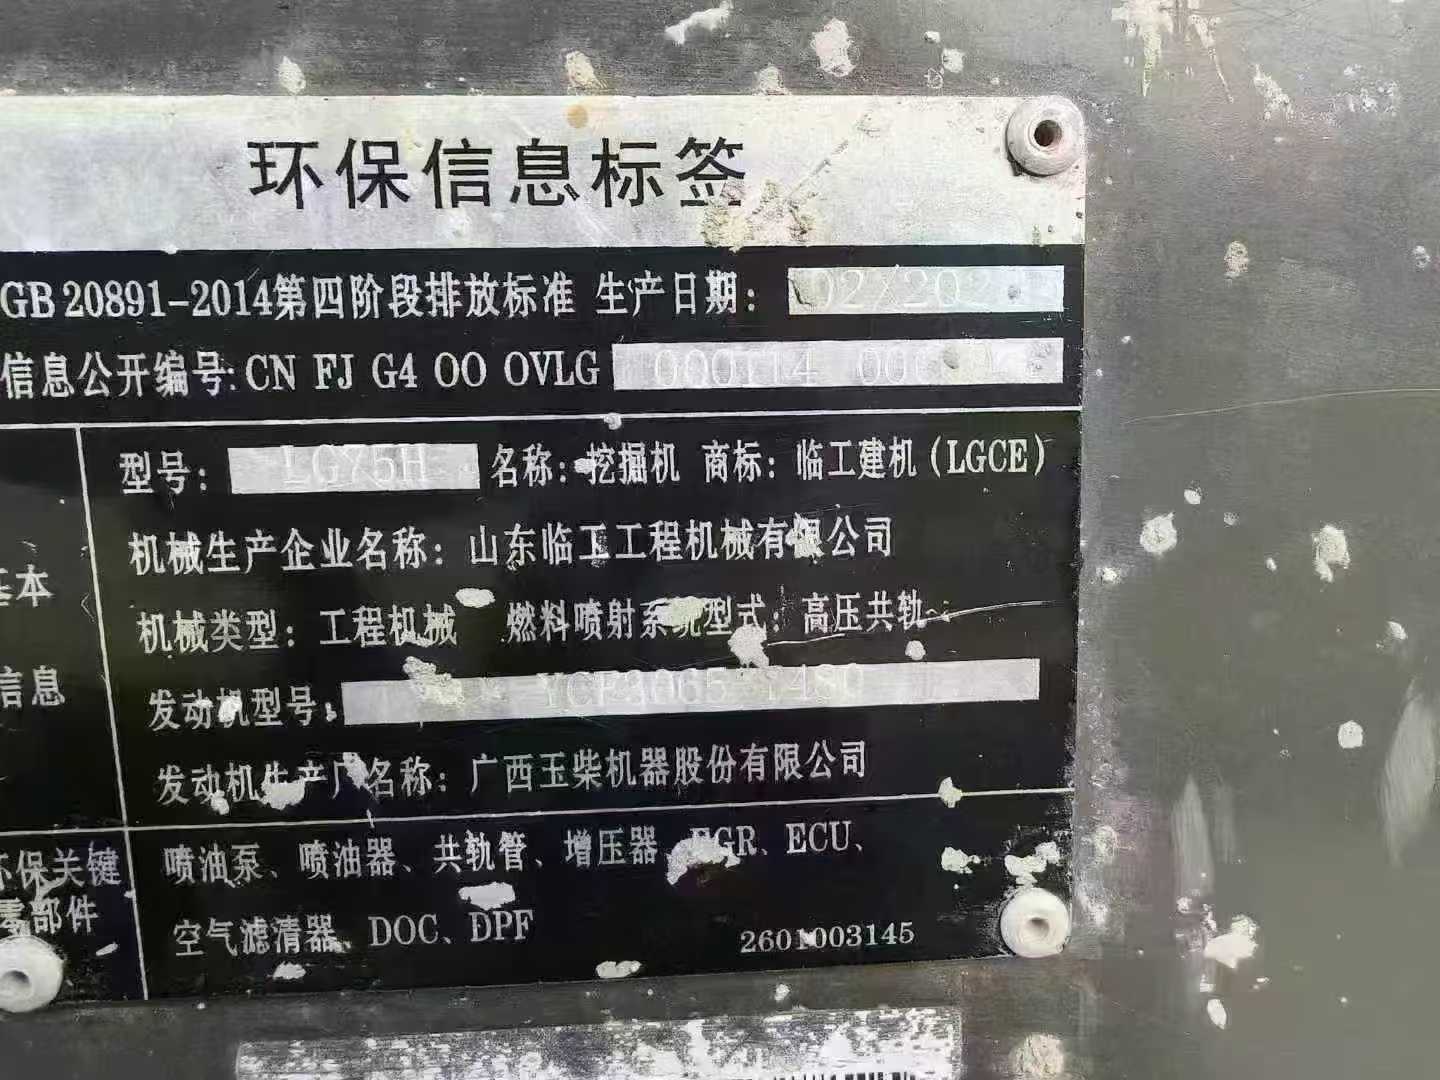 环保信息标签
GB 20891-2014第四阶段排放标准 生产日期: 02/20
信息公开编号: CN FJ G4 OO OVLG
型号: LG75H 名称: 挖掘机 商标: 临工建机(LGCE)
机械生产企业名称: 山东临工工程机械有限公司
基本
机械类型: 工程机械 燃料喷射系统型式: 高压共轨
信息
发动机型号:
发动机生产厂名称: 广西玉柴机器股份有限公司
环保关键
零部件
喷油泵、喷油器、共轨管、增压器、EGR、ECU、
空气滤清器、DOC、DPF
2601003145